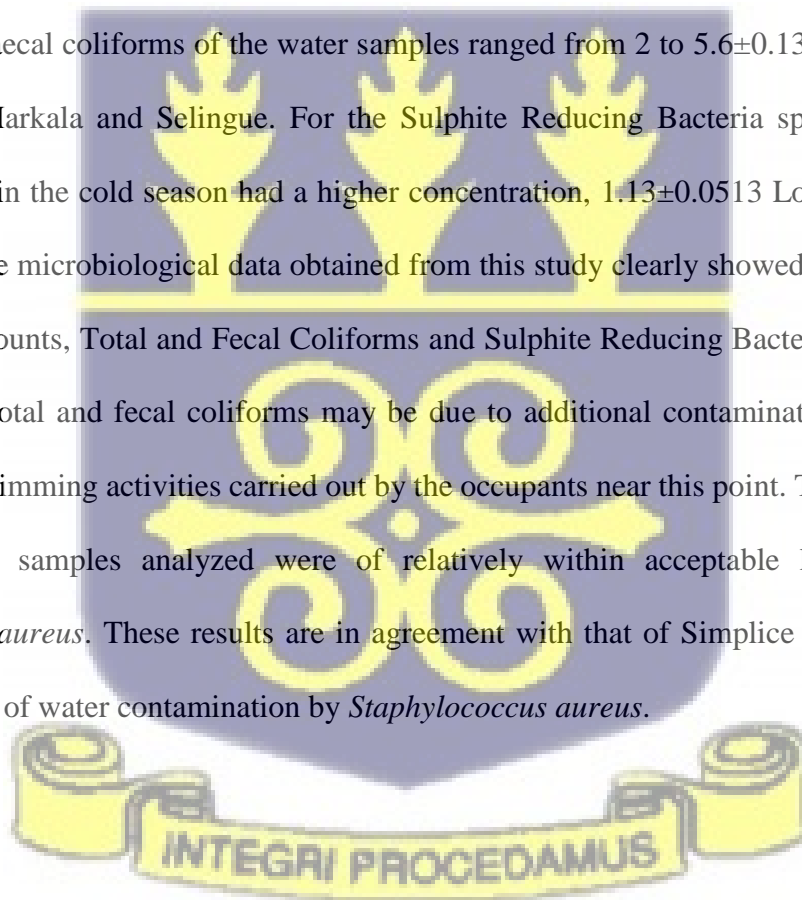 aecal coliforms of the water samples ranged from 2 to 5.6±0.13
Markala and Selingue. For the Sulphite Reducing Bacteria sp
in the cold season had a higher concentration, 1.13±0.0513 Lo
e microbiological data obtained from this study clearly showed
ounts, Total and Fecal Coliforms and Sulphite Reducing Bacte
otal and fecal coliforms may be due to additional contaminat
imming activities carried out by the occupants near this point. T
samples analyzed were of relatively within acceptable
aureus. These results are in agreement with that of Simplice
of water contamination by Staphylococcus aureus.
INTEGRI PROCEDAMUS